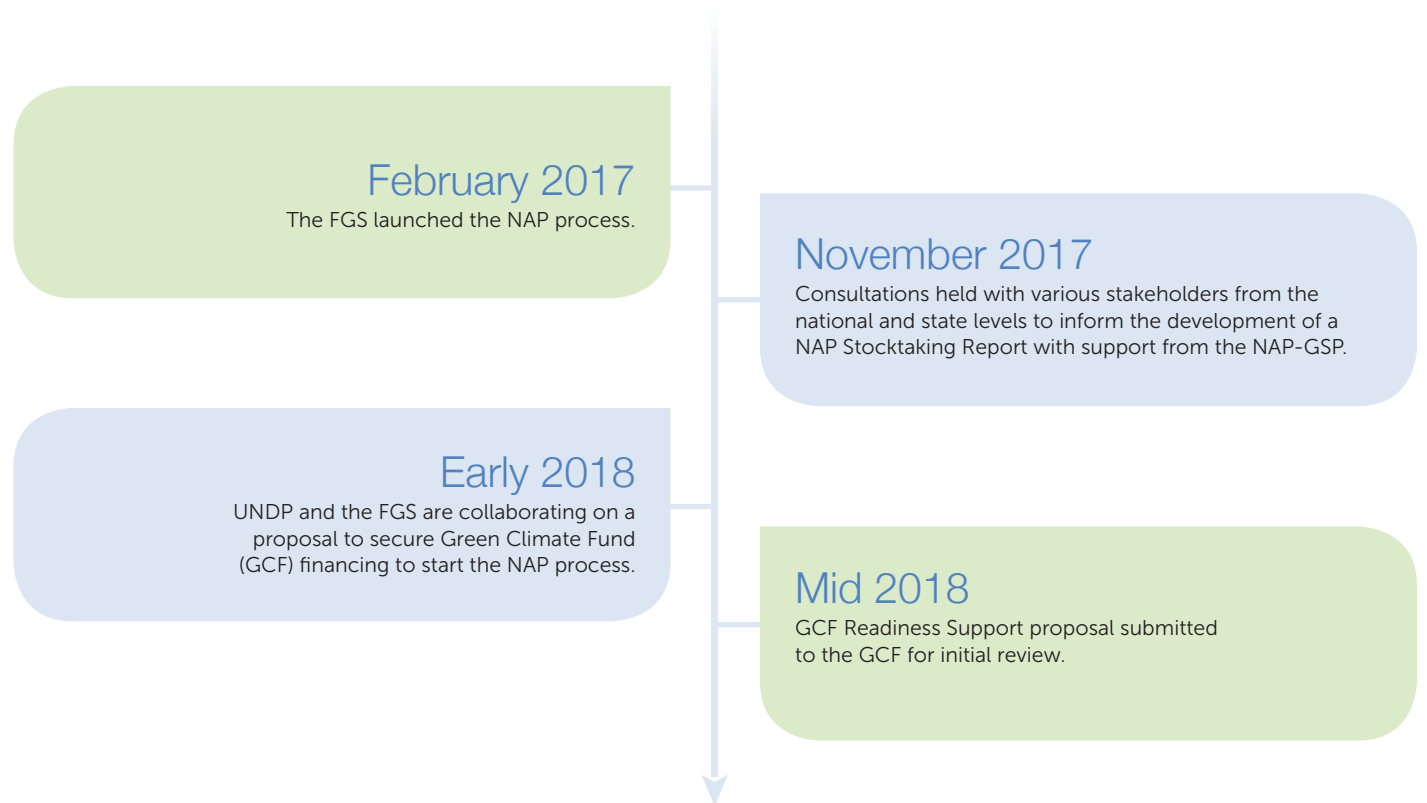 February 2017
The FGS launched the NAP process.
November 2017
Consultations held with various stakeholders from the
national and state levels to inform the development of a
NAP Stocktaking Report with support from the NAP-GSP.
Early 2018
UNDP and the FGS are collaborating on a
proposal to secure Green Climate Fund
(GCF) financing to start the NAP process.
Mid 2018
GCF Readiness Support proposal submitted
to the GCF for initial review.